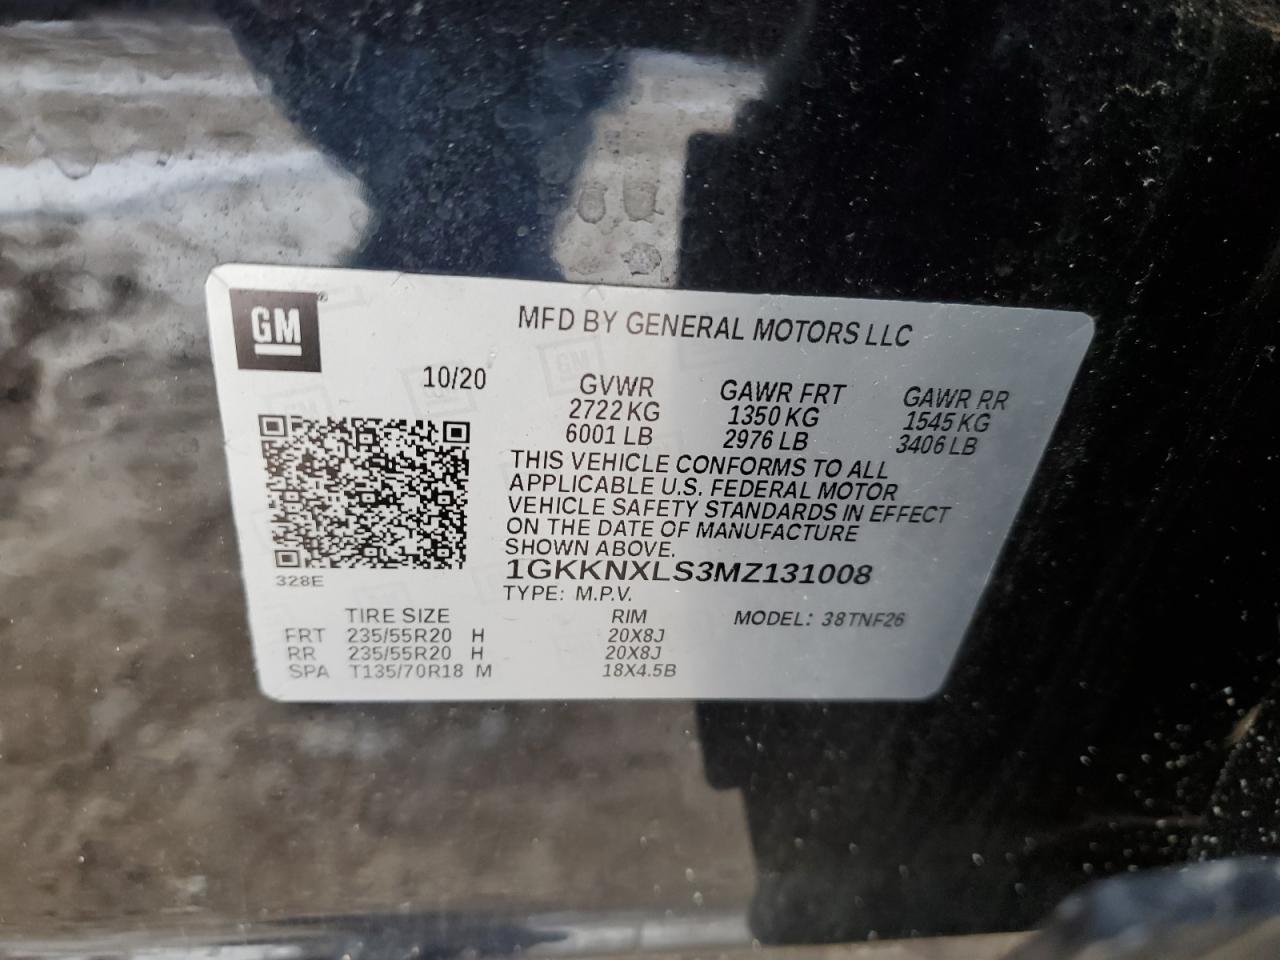 GM
MFD BY GENERAL MOTORS LLC
10/20
GVWR GAWR FRT GAWR RR
2722 KG 1350 KG 1545 KG
6001 LB 2976 LB 3406 LB
THIS VEHICLE CONFORMS TO ALL
APPLICABLE U.S. FEDERAL MOTOR
VEHICLE SAFETY STANDARDS IN EFFECT
ON THE DATE OF MANUFACTURE
SHOWN ABOVE.
328E
1GKKNXLS3MZ131008
TYPE: M.P.V.
TIRE SIZE RIM MODEL: 38TNF26
FRT 235/55R20 H 20X8J
RR 235/55R20 H 20X8J
SPA T135/70R18 M 18X4.5B